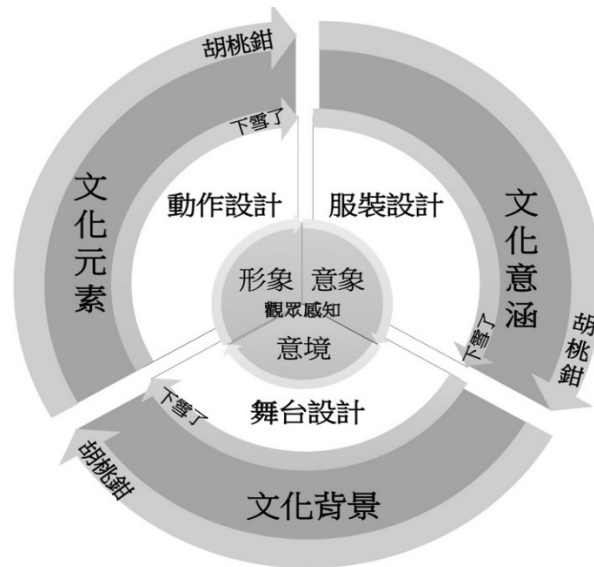 胡桃鉗
下雪了
文化元素
動作設計
服裝設計
文化意涵
形象
意象
觀眾感知
意境
下雪了
胡桃鉗
舞台設計
下雪了
胡桃鉗
文化背景